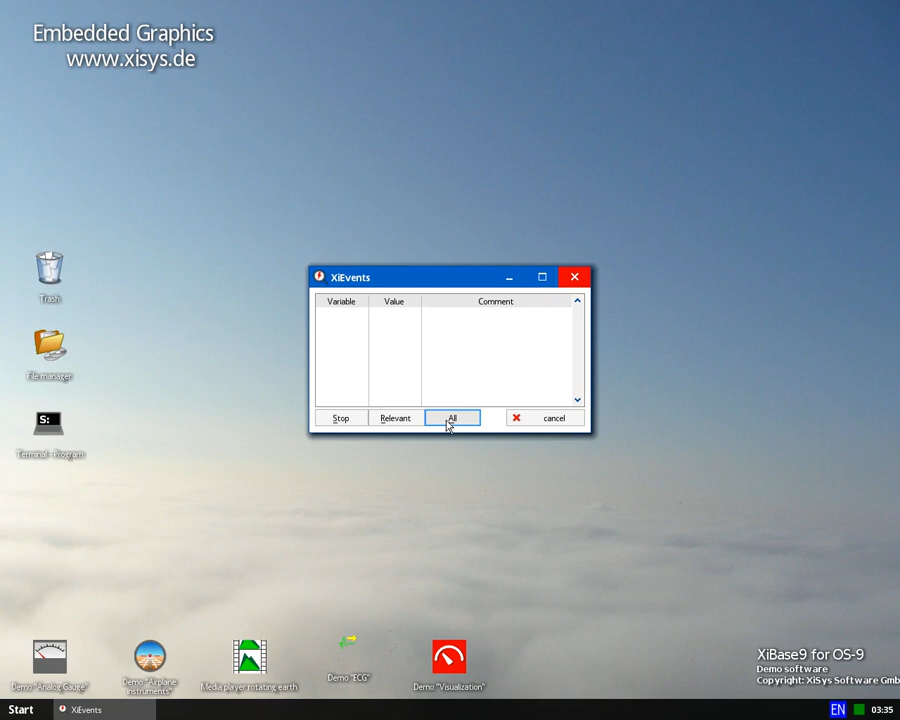 Embedded Graphics
www.xisys.de
Trash
File manager
S:
Terminal - Program
XiEvents
Variable Value Comment
Stop Relevant All cancel
Demo "Analog Gauge"
Demo "Airplane
Instruments"
Media player rotating earth
Demo "ECG"
Demo "Visualization"
XiBase9 for OS-9
Demo software
Copyright: XiSys Software Gmb
Start XiEvents EN 03:35